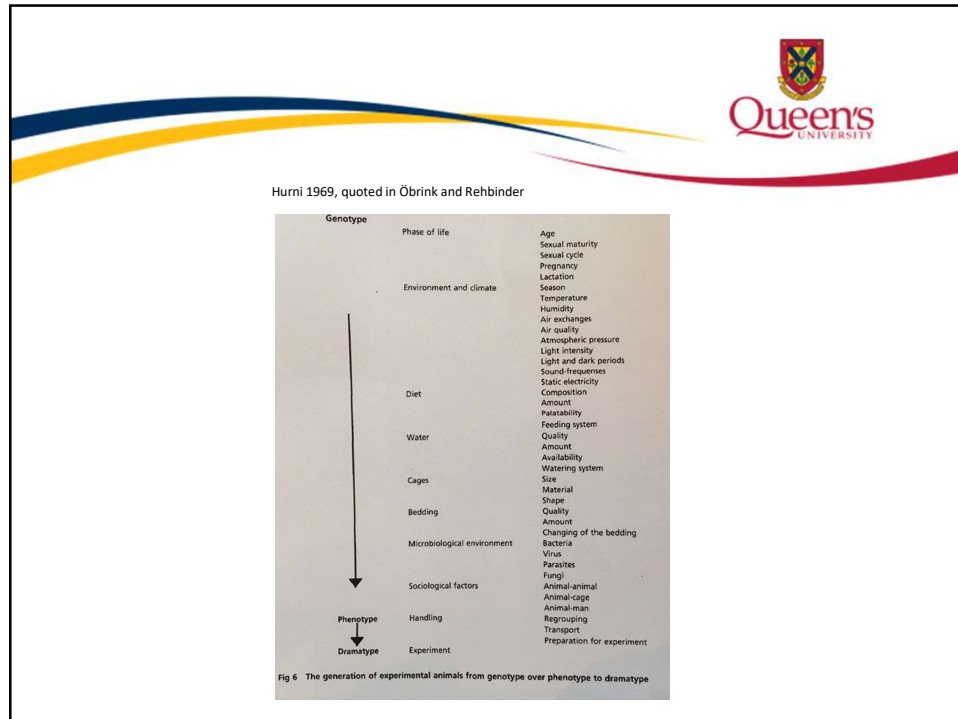 Queen's
UNIVERSITY
Hurni 1969, quoted in Öbrink and Rehbinder
Genotype
Phase of life Age
Sexual maturity
Sexual cycle
Pregnancy
Lactation
Environment and climate Season
Temperature
Humidity
Air exchanges
Air quality
Atmospheric pressure
Light intensity
Light and dark periods
Sound-frequenses
Static electricity
Diet Composition
Amount
Palatability
Feeding system
Water Quality
Amount
Availability
Watering system
Cages Size
Material
Shape
Bedding Quality
Amount
Changing of the bedding
Microbiological environment Bacteria
Virus
Parasites
Fungi
Sociological factors Animal-animal
Animal-cage
Animal-man
Phenotype Handling Regrouping
Transport
Preparation for experiment
Dramatype Experiment
Fig 6 The generation of experimental animals from genotype over phenotype to dramatype